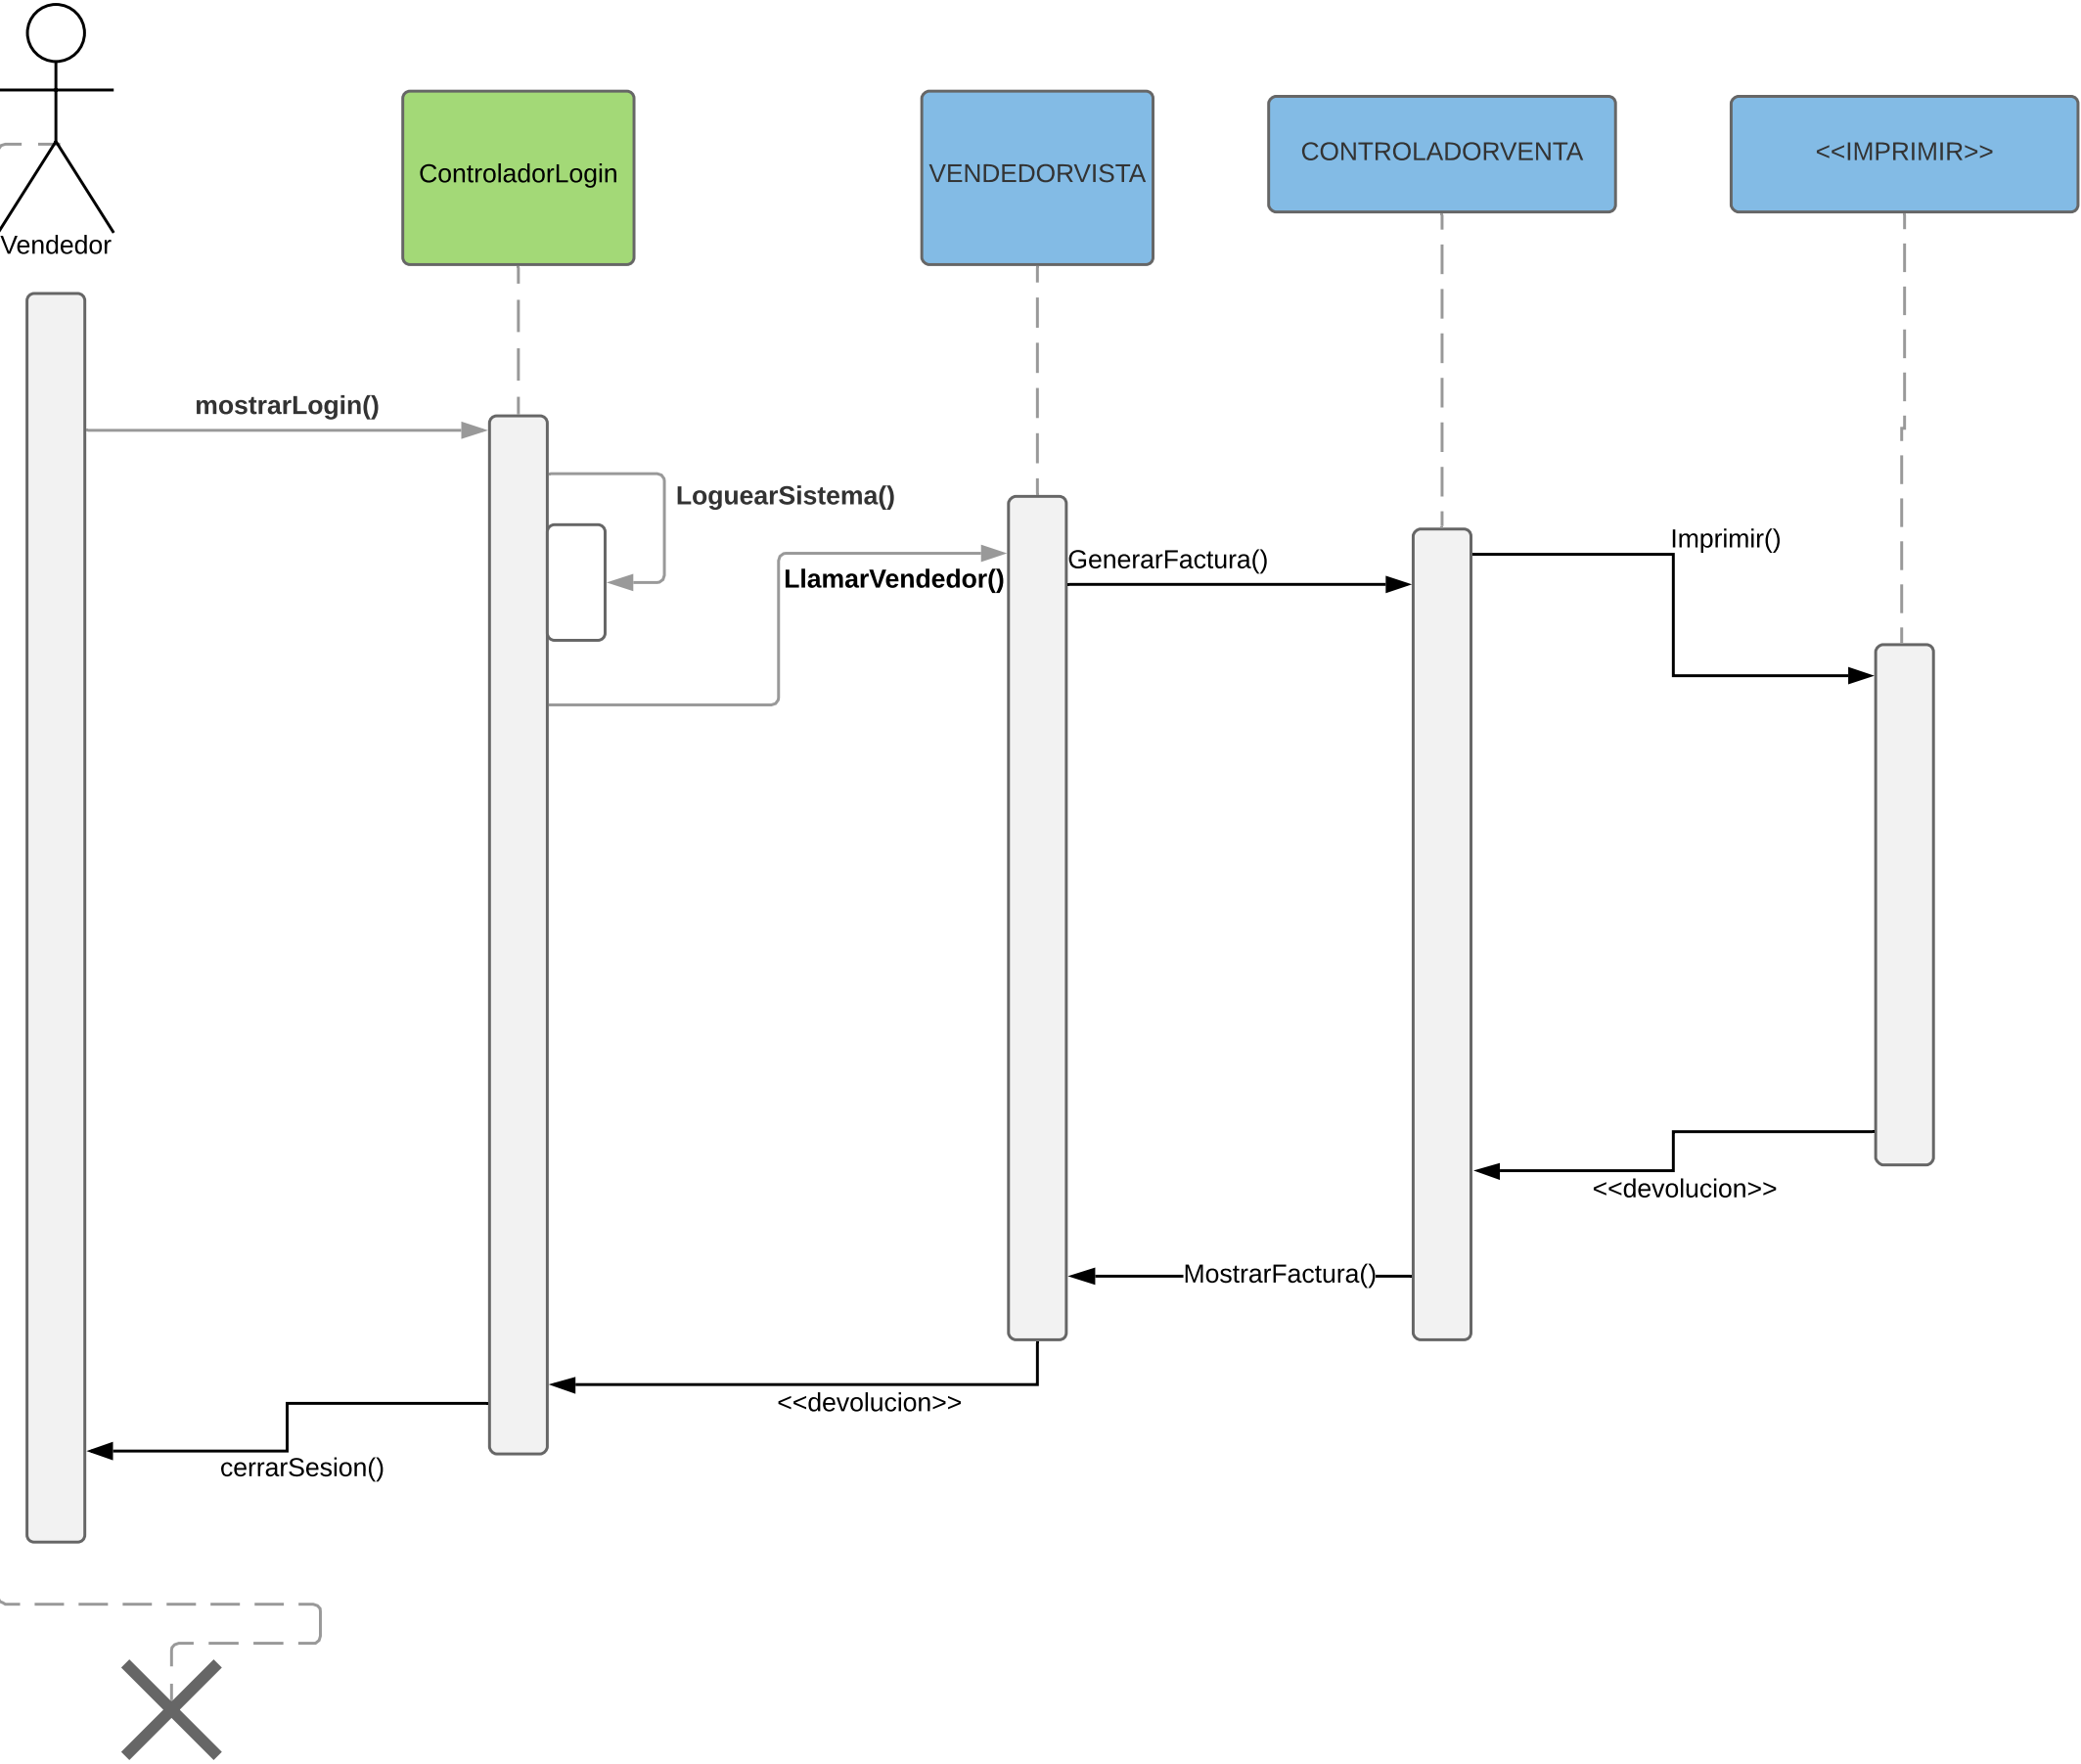 Vendedor
ControladorLogin
VENDEDORVISTA
CONTROLADORVENTA
<<IMPRIMIR>>
mostrarLogin()
LoguearSistema()
LlamarVendedor()
GenerarFactura()
Imprimir()
<<devolucion>>
MostrarFactura()
<<devolucion>>
cerrarSesion()